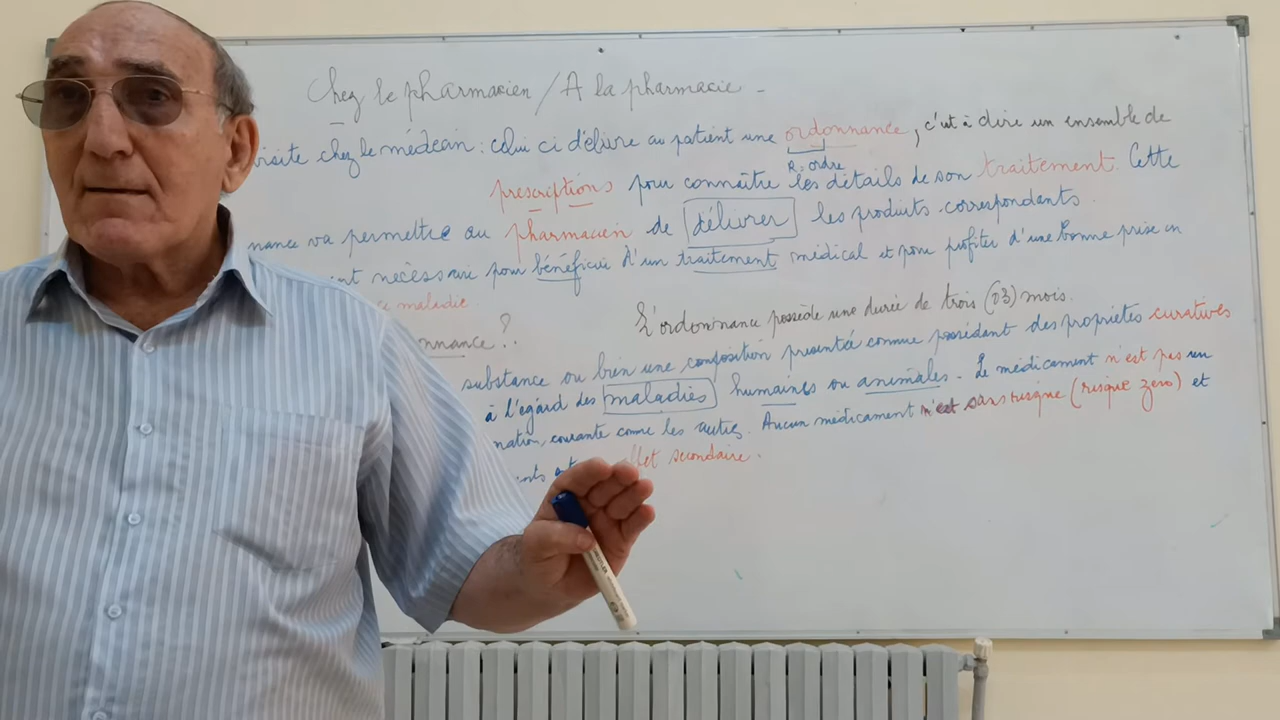 Chez le pharmacien / A la pharmacie -
visite chez le médecin : celui ci délivre au patient une ordonnance, c'est à dire un ensemble de
R: ordre
prescriptions pour connaître les détails de son traitement. Cette
nance va permettre au pharmacien de délivrer les produits correspondants.
nt nécessaire pour bénéficier d'un traitement médical et pour profiter d'une bonne prise en
maladie
L'ordonnance possède une durée de trois (03) mois.
nnance ??
substance ou bien une composition présentée comme possédant des propriétés curatives
à l'égard des maladies humaines ou animales. Le médicament n'est pas un
mation, courante comme les autres. Aucun médicament n'est sans risque (risque zero) et
effet secondaire.